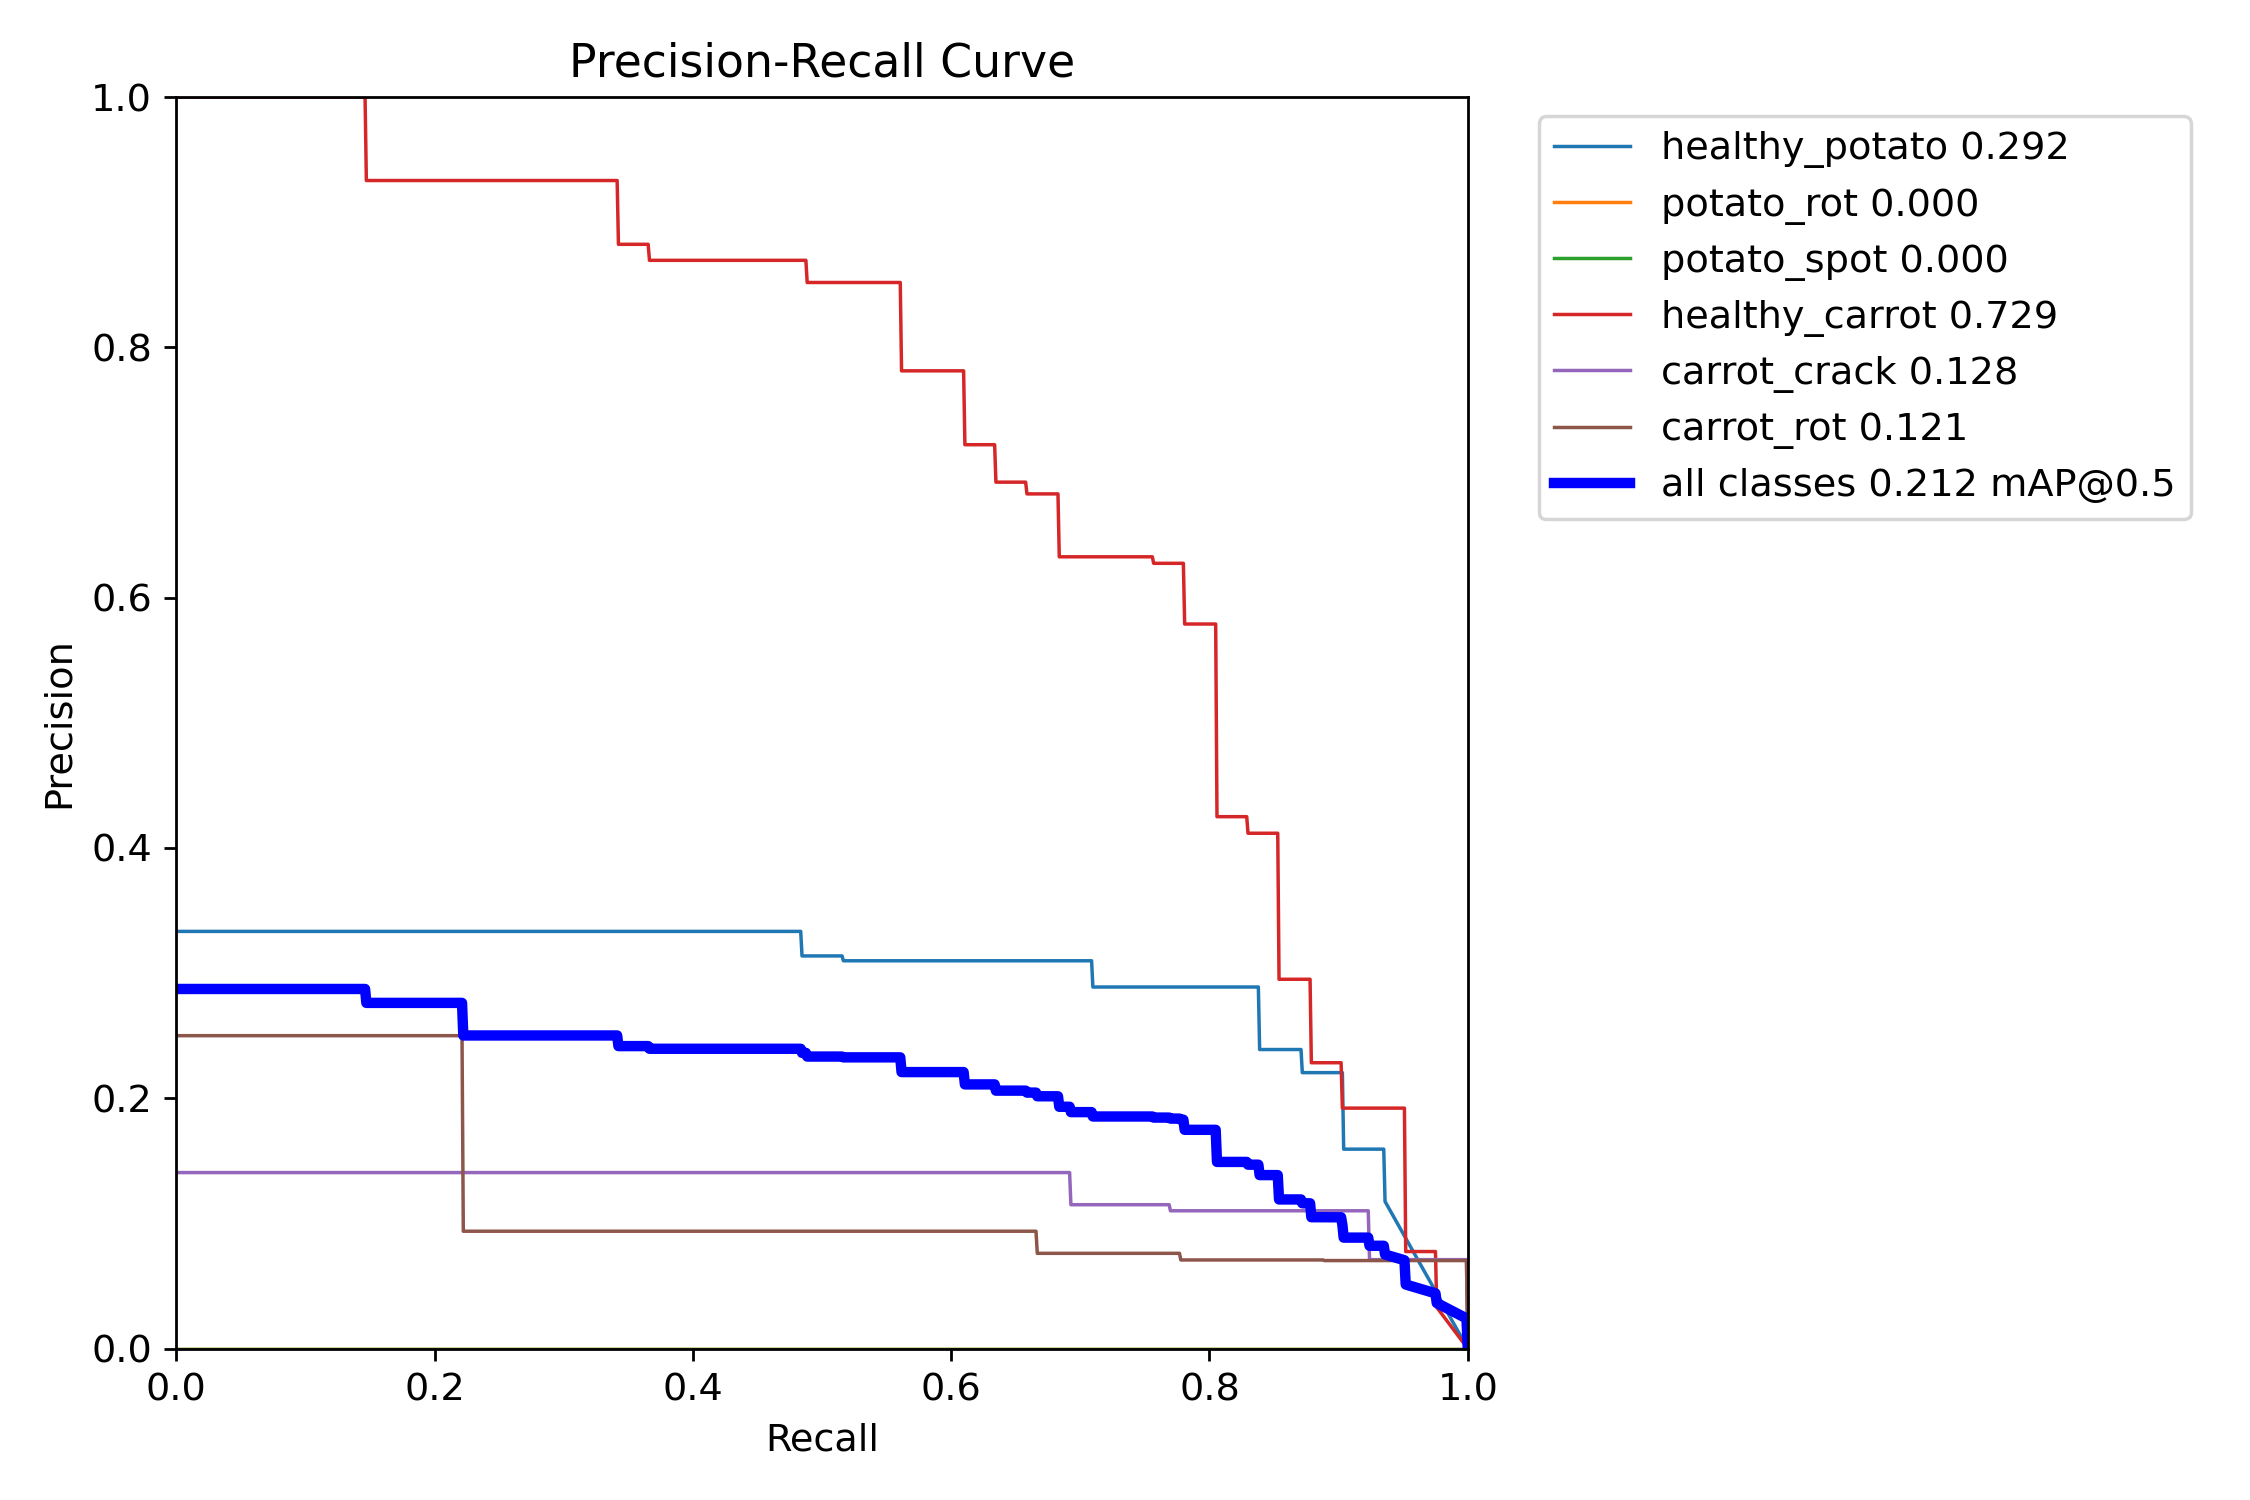 Precision-Recall Curve
1.0
0.8
0.6
0.4
0.2
0.0
Precision
0.0 0.2 0.4 0.6 0.8 1.0
Recall
healthy_potato 0.292
potato_rot 0.000
potato_spot 0.000
healthy_carrot 0.729
carrot_crack 0.128
carrot_rot 0.121
all classes 0.212 mAP@0.5